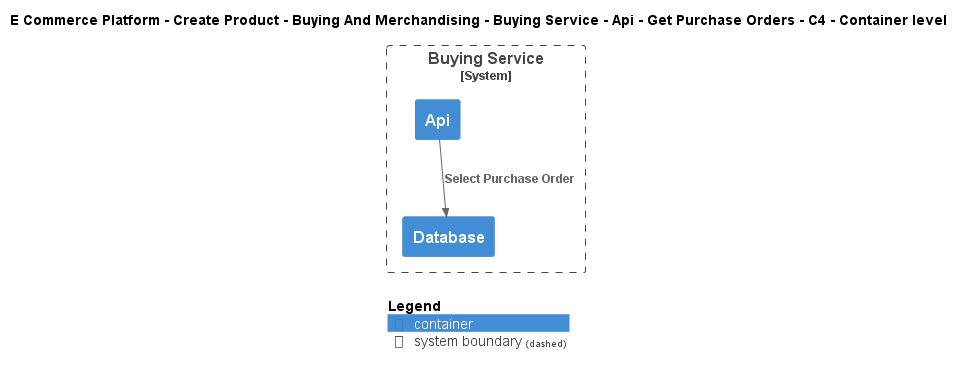 E Commerce Platform - Create Product - Buying And Merchandising - Buying Service - Api - Get Purchase Orders - C4 - Container level
Buying Service
[System]
Api
Select Purchase Order
Database
Legend
container
system boundary (dashed)